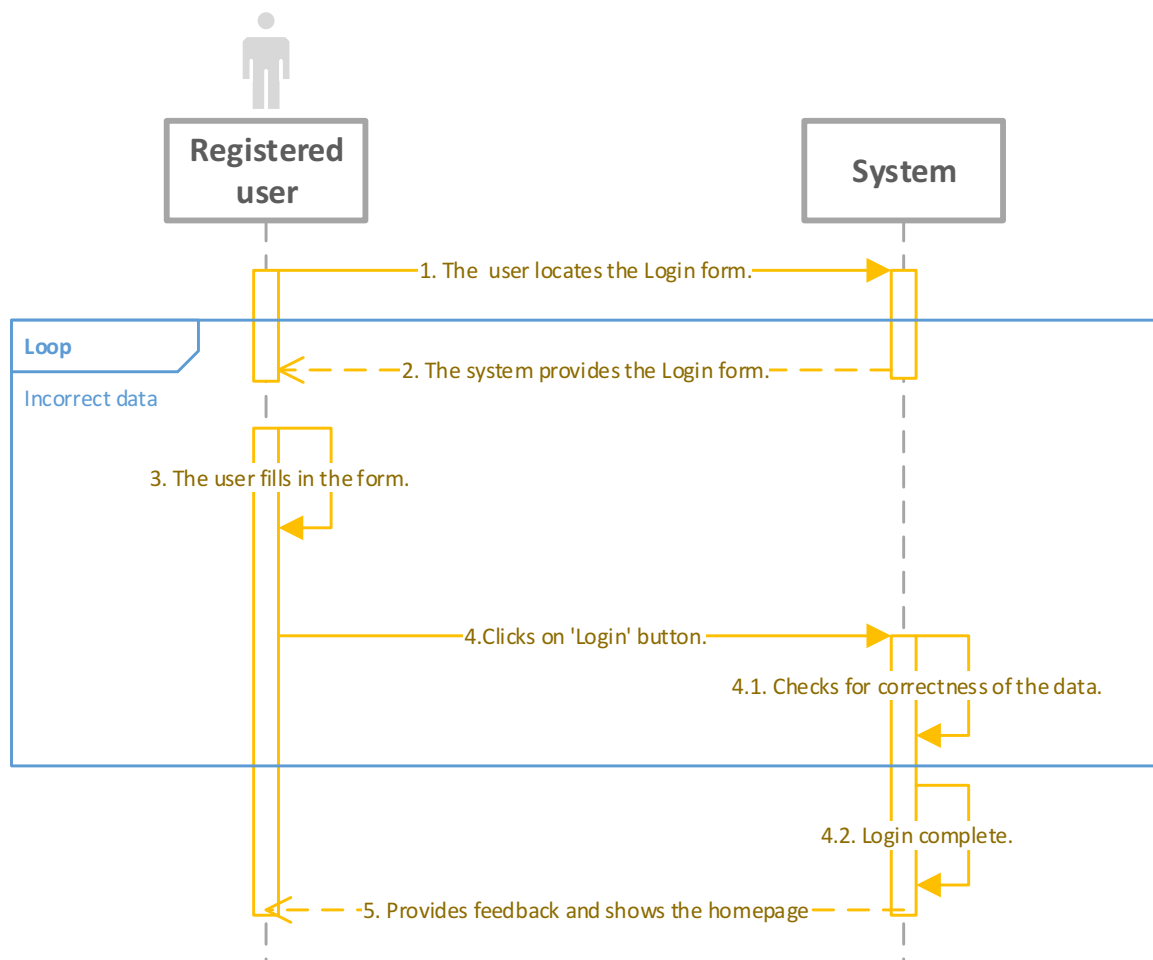 Registered
user
System
1. The  user locates the Login form.
Loop
2. The system provides the Login form.
Incorrect data
3. The user fills in the form.
4.Clicks on 'Login' button.
4.1. Checks for correctness of the data.
4.2. Login complete.
5. Provides feedback and shows the homepage